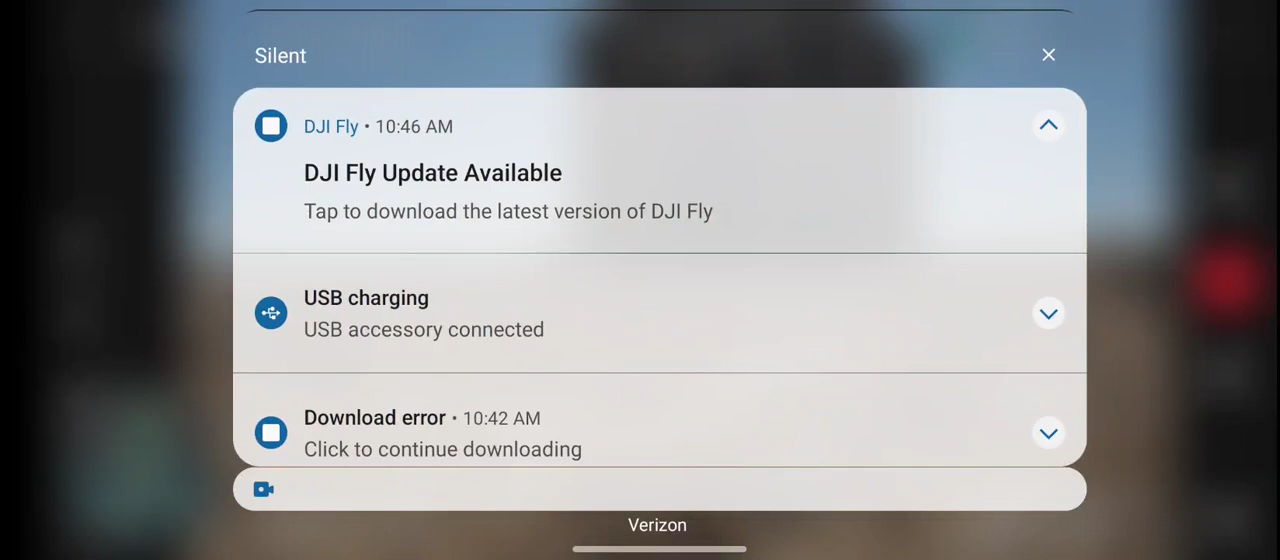 Silent
DJI Fly • 10:46 AM
DJI Fly Update Available
Tap to download the latest version of DJI Fly
USB charging
USB accessory connected
Download error • 10:42 AM
Click to continue downloading
Verizon